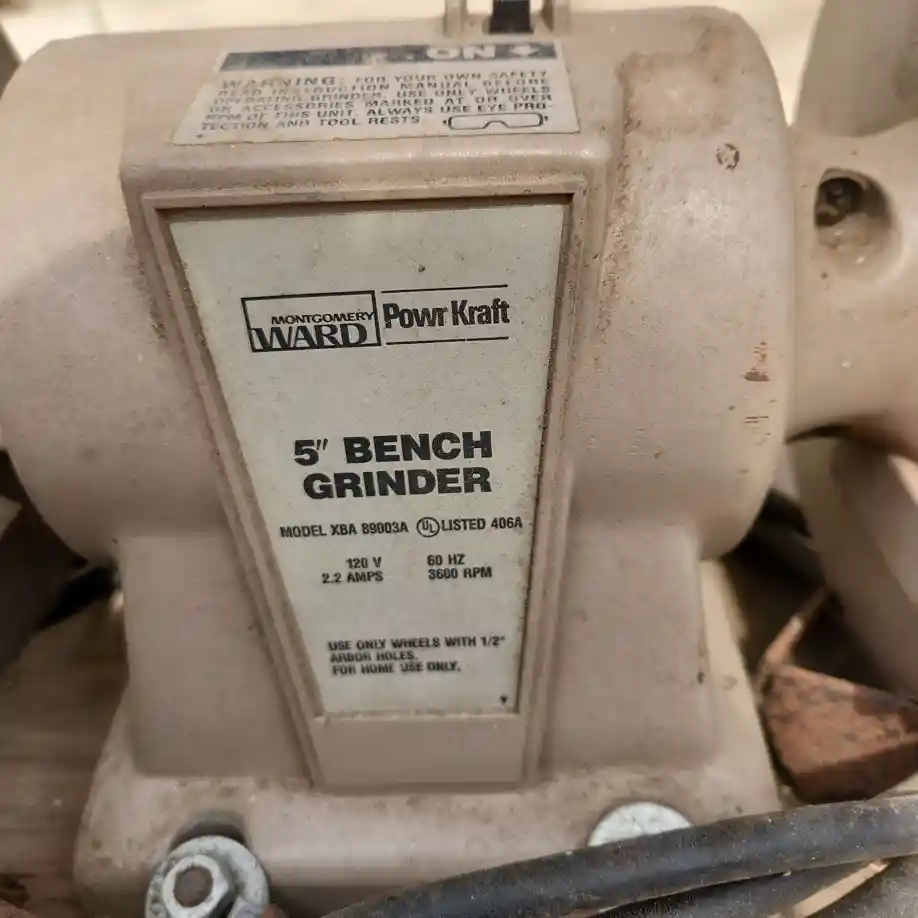 ON
WARNING: FOR YOUR OWN SAFETY
READ INSTRUCTION MANUAL BEFORE
OPERATING GRINDER. USE ONLY WHEELS
OR ACCESSORIES MARKED AT OR OVER
RPM OF THIS UNIT. ALWAYS USE EYE PRO-
TECTION AND TOOL RESTS
MONTGOMERY
WARD
Powr Kraft
5" BENCH
GRINDER
MODEL XBA 89003A UL LISTED 406A
120 V 60 HZ
2.2 AMPS 3600 RPM
USE ONLY WHEELS WITH 1/2"
ARBOR HOLES.
FOR HOME USE ONLY.